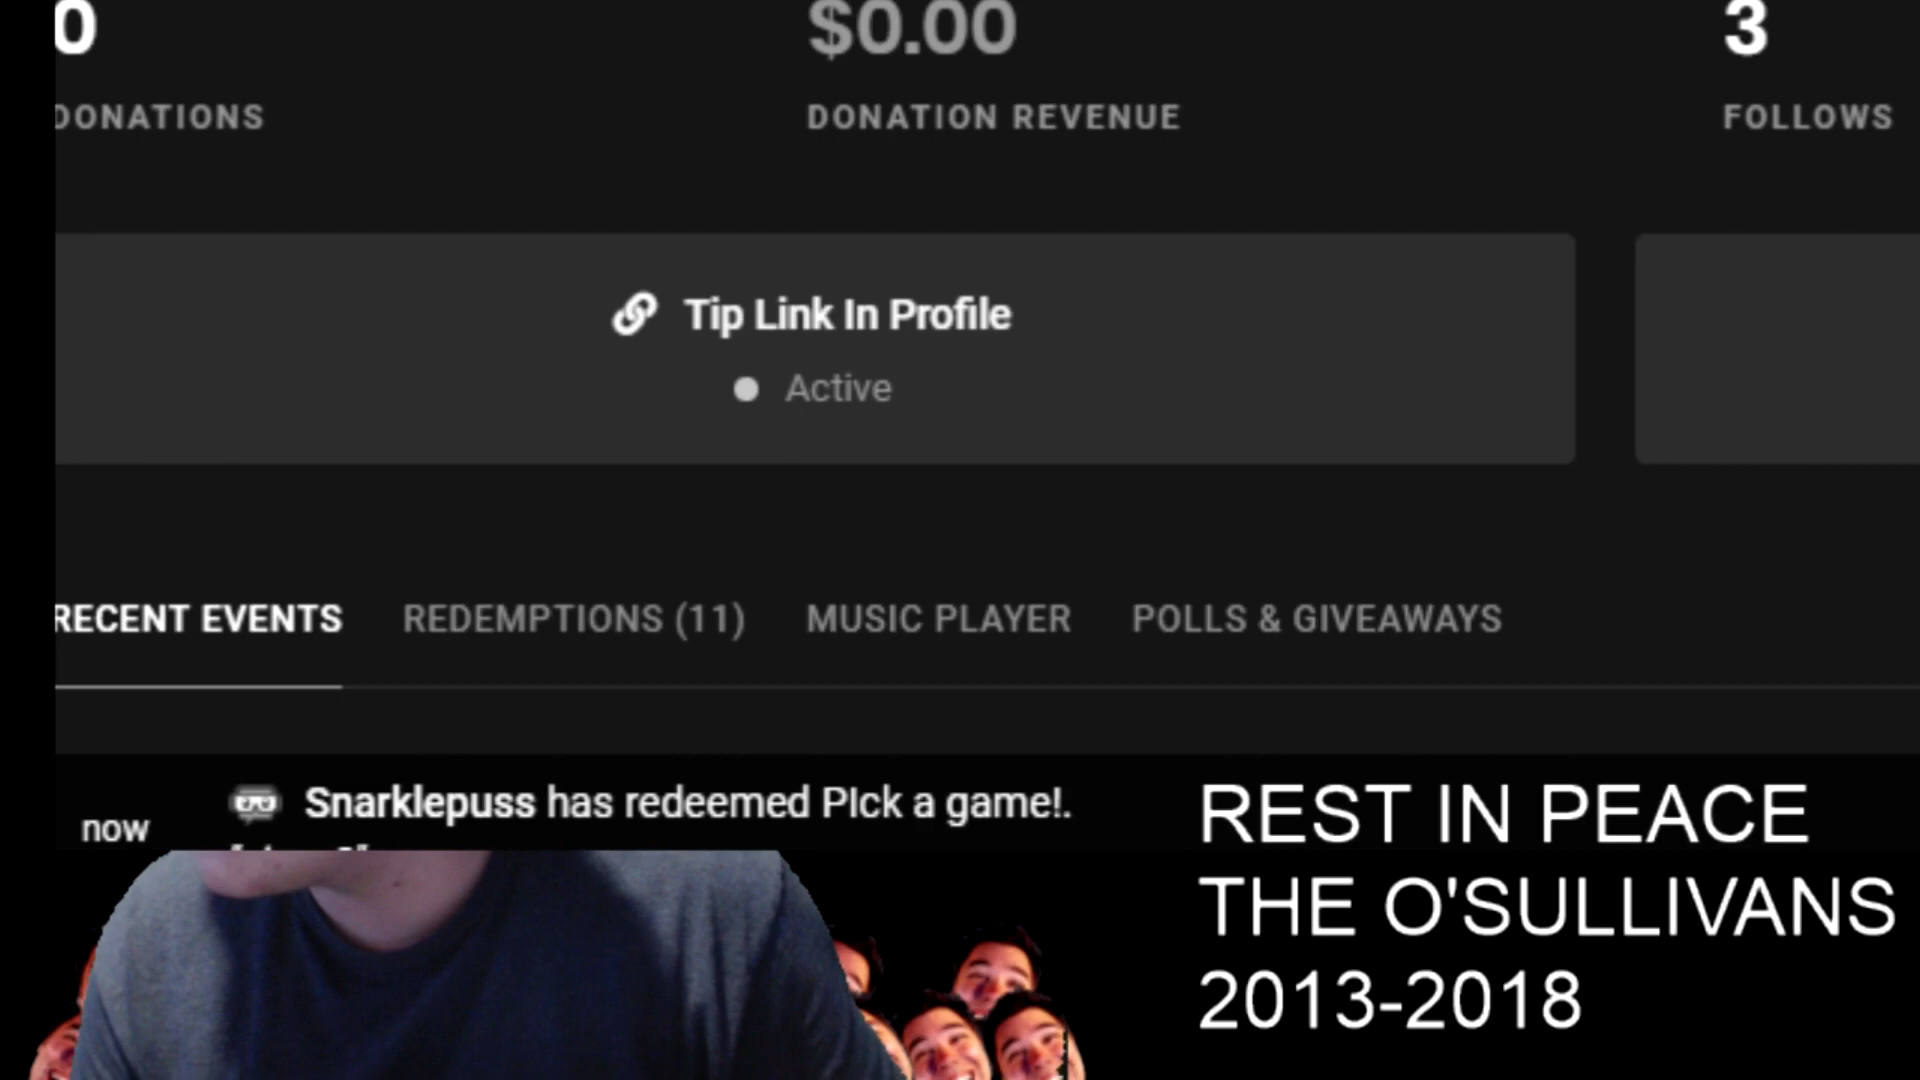 0
$0.00
3
DONATIONS
DONATION REVENUE
FOLLOWS
Tip Link In Profile
Active
RECENT EVENTS
REDEMPTIONS (11)
MUSIC PLAYER
POLLS & GIVEAWAYS
now
Snarklepuss has redeemed PIck a game!.
REST IN PEACE
THE O'SULLIVANS
2013-2018